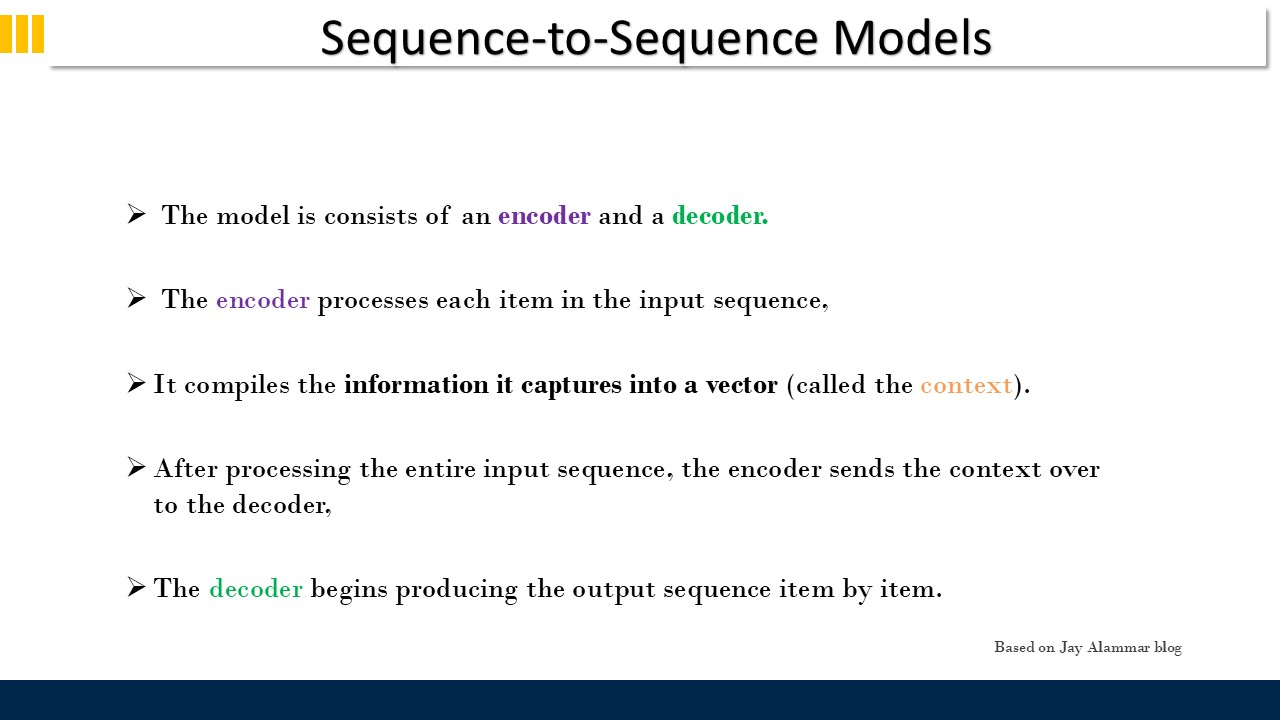 Sequence-to-Sequence Models
➢ The model is consists of an encoder and a decoder.
➢ The encoder processes each item in the input sequence,
➢ It compiles the information it captures into a vector (called the context).
➢ After processing the entire input sequence, the encoder sends the context over
to the decoder,
➢ The decoder begins producing the output sequence item by item.
Based on Jay Alammar blog